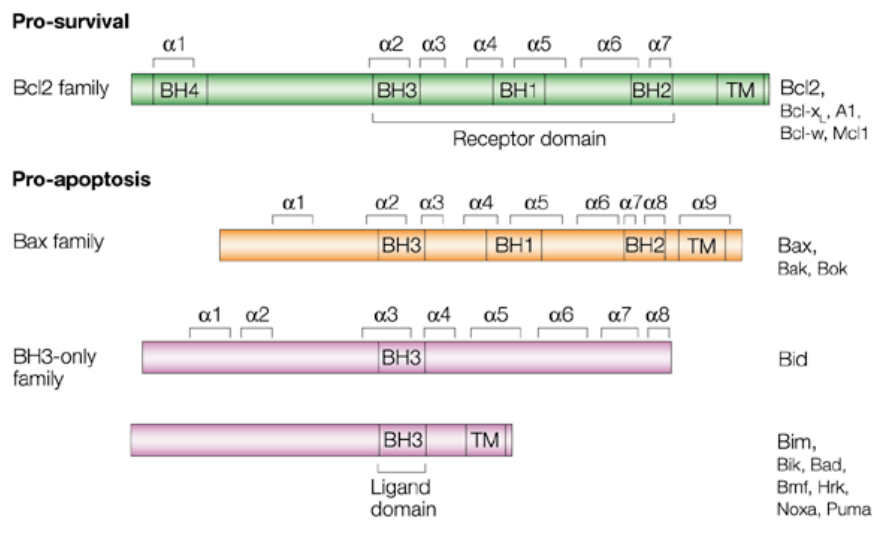 Pro-survival
α1 α2 α3 α4 α5 α6 α7
Bcl2 family BH4 BH3 BH1 BH2 TM Bcl2,
Bcl-xL, A1,
Bcl-w, Mcl1
Receptor domain
Pro-apoptosis
α1 α2 α3 α4 α5 α6 α7 α8 α9
Bax family BH3 BH1 BH2 TM Bax,
Bak, Bok
α1 α2 α3 α4 α5 α6 α7 α8
BH3-only
family
BH3 Bid
BH3 TM Bim,
Bik, Bad,
Bmf, Hrk,
Noxa, Puma
Ligand
domain